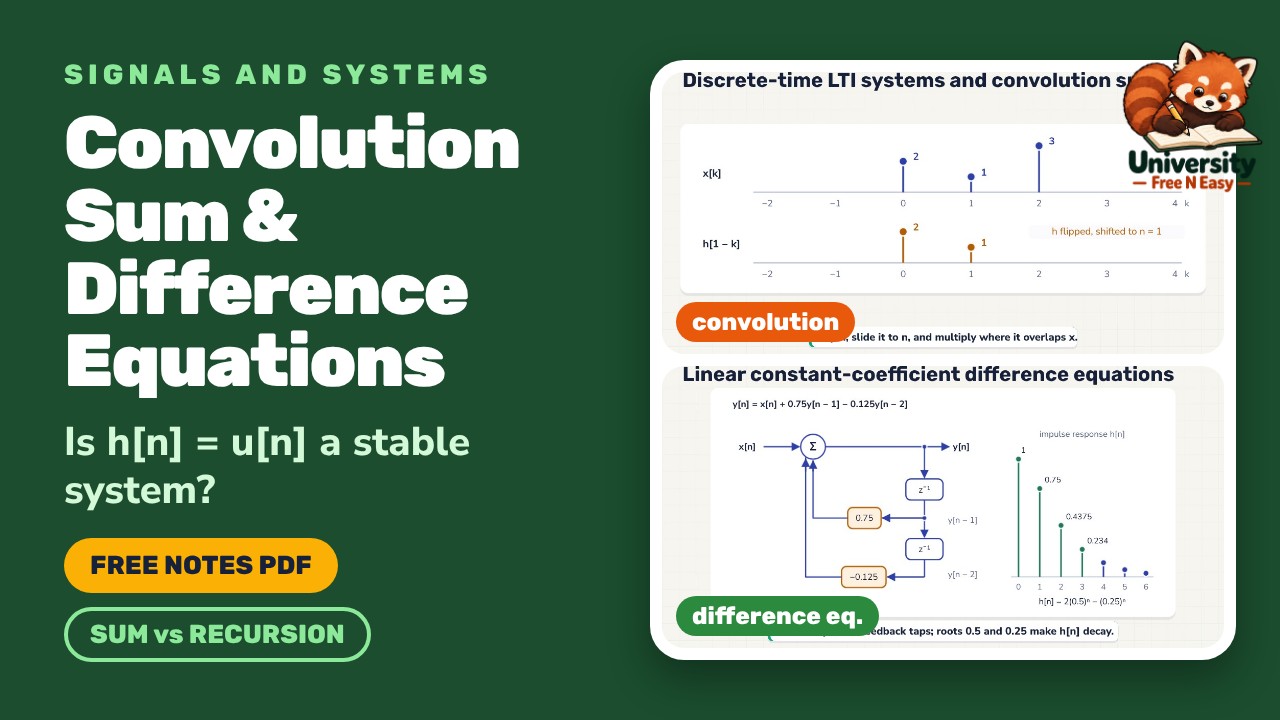 SIGNALS AND SYSTEMS
Convolution
Sum &
Difference
Equations
Is h[n] = u[n] a stable
system?
FREE NOTES PDF
SUM vs RECURSION
Discrete-time LTI systems and convolution
University
Free N Easy
x[k]
2
1
3
−2 −1 0 1 2 3 4 k
h[1 − k]
2
1
h flipped, shifted to n = 1
−2 −1 0 1 2 3 4 k
convolution
slide it to n, and multiply where it overlaps x.
Linear constant-coefficient difference equations
y[n] = x[n] + 0.75y[n − 1] − 0.125y[n − 2]
x[n]
Σ
y[n]
z⁻¹
0.75
y[n − 1]
z⁻¹
−0.125
y[n − 2]
impulse response h[n]
1
0.75
0.4375
0.234
0 1 2 3 4 5 6
h[n] = 2(0.5)ⁿ − (0.25)ⁿ
difference eq.
taps; roots 0.5 and 0.25 make h[n] decay.